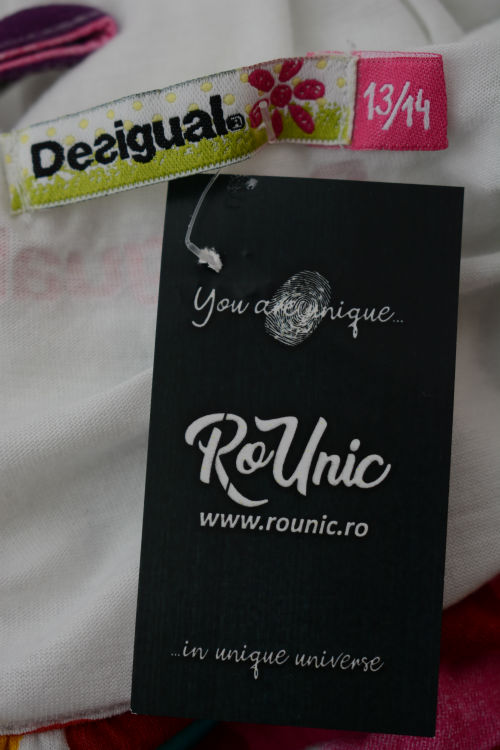 Desigual®
13/14
You are unique...
RoUnic
www.rounic.ro
...in unique universe